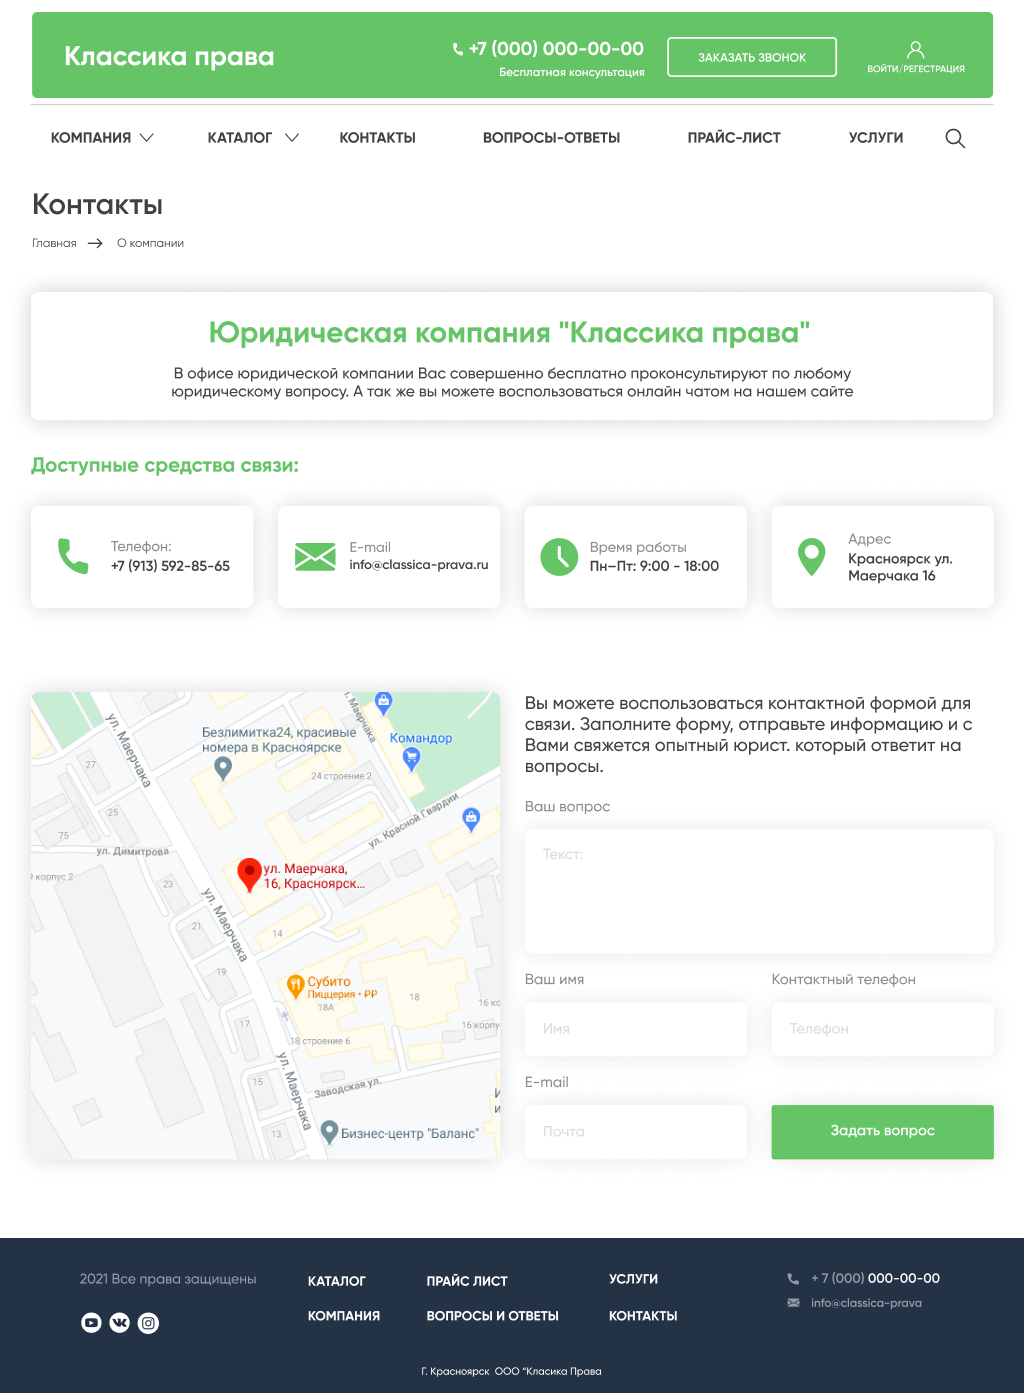 Классика права
+7 (000) 000-00-00
Бесплатная консультация
ЗАКАЗАТЬ ЗВОНОК
ВОЙТИ/РЕГЕСТРАЦИЯ
КОМПАНИЯ
КАТАЛОГ
КОНТАКТЫ
ВОПРОСЫ-ОТВЕТЫ
ПРАЙС-ЛИСТ
УСЛУГИ
Контакты
Главная
О компании
Юридическая компания "Классика права"
В офисе юридической компании Вас совершенно бесплатно проконсультируют по любому
юридическому вопросу. А так же вы можете воспользоваться онлайн чатом на нашем сайте
Доступные средства связи:
Телефон:
+7 (913) 592-85-65
E-mail
info@classica-prava.ru
Время работы
Пн–Пт: 9:00 - 18:00
Адрес
Красноярск ул.
Маерчака 16
ул. Маерчака
Безлимитка24, красивые
номера в Красноярске
ул. Маерчака
Командор
27
24 строение 2
25
75
ул. Димитрова
ул. Красной Гвардии
9 корпус 2
23
ул. Маерчака,
16, Красноярск...
ул. Маерчака
21
14
19
Субито
Пиццерия • ₽₽
18А
18
16 к
16 корпу
17
18 строение 6
15
ул. Маерчака
Заводская ул.
И
и
13
Бизнес-центр "Баланс"
Вы можете воспользоваться контактной формой для
связи. Заполните форму, отправьте информацию и с
Вами свяжется опытный юрист. который ответит на
вопросы.
Ваш вопрос
Текст:
Ваш имя
Контактный телефон
Имя
Телефон
E-mail
Почта
Задать вопрос
2021 Все права защищены
КАТАЛОГ
ПРАЙС ЛИСТ
УСЛУГИ
+ 7 (000) 000-00-00
КОМПАНИЯ
ВОПРОСЫ И ОТВЕТЫ
КОНТАКТЫ
info@classica-prava
Г. Красноярск ООО “Класика Права